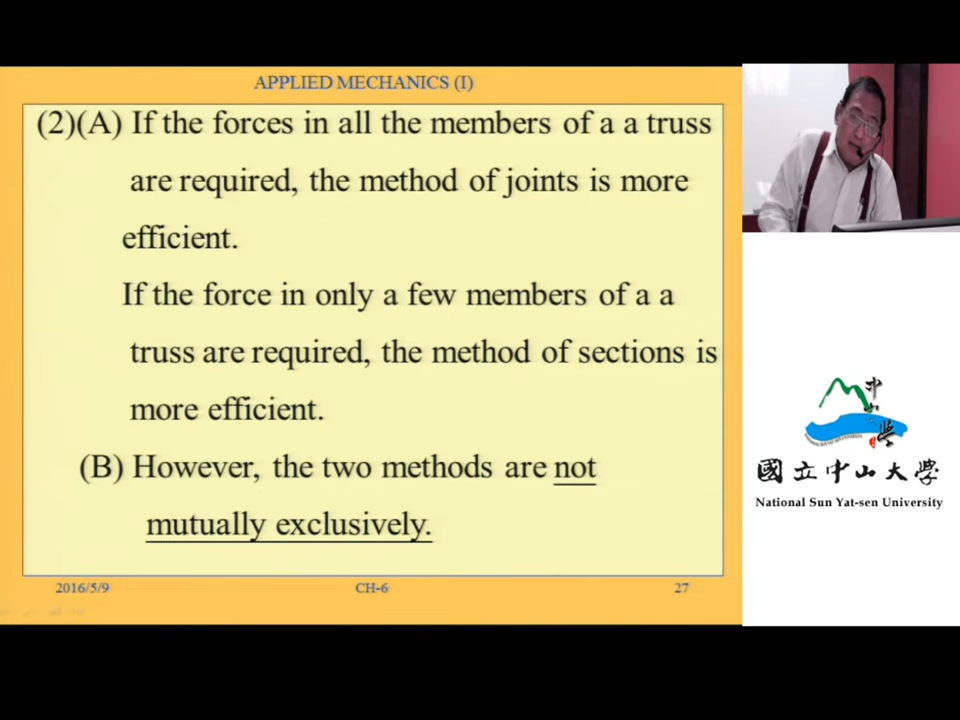 APPLIED MECHANICS (I)
(2)(A) If the forces in all the members of a a truss
are required, the method of joints is more
efficient.
If the force in only a few members of a a
truss are required, the method of sections is
more efficient.
(B) However, the two methods are not
mutually exclusively.
2016/5/9
CH-6
27
國立中山大學
National Sun Yat-sen University